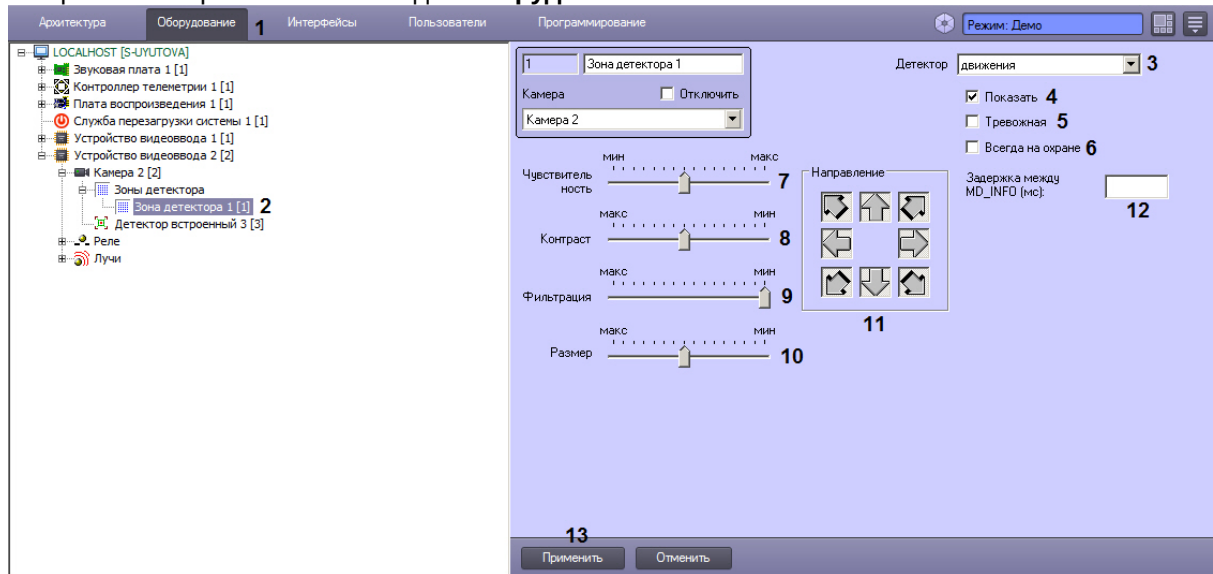 Архитектура Оборудование 1 Интерфейсы Пользователи Программирование Режим: Демо
LOCALHOST [S-UYUTOVA]
Звуковая плата 1 [1]
Контроллер телеметрии 1 [1]
Плата воспроизведения 1 [1]
Служба перезагрузки системы 1 [1]
Устройство видеоввода 1 [1]
Устройство видеоввода 2 [2]
Камера 2 [2]
Зоны детектора
Зона детектора 1 [1] 2
Детектор встроенный 3 [3]
Реле
Лучи
1 Зона детектора 1
Камера Отключить
Камера 2
Детектор движения 3
Показать 4
Тревожная 5
Всегда на охране 6
мин макс
Чувствитель
ность 7
макс мин
Контраст 8
макс мин
Фильтрация 9
макс мин
Размер 10
Направление
11
Задержка между
MD_INFO (мс):
12
13
Применить Отменить